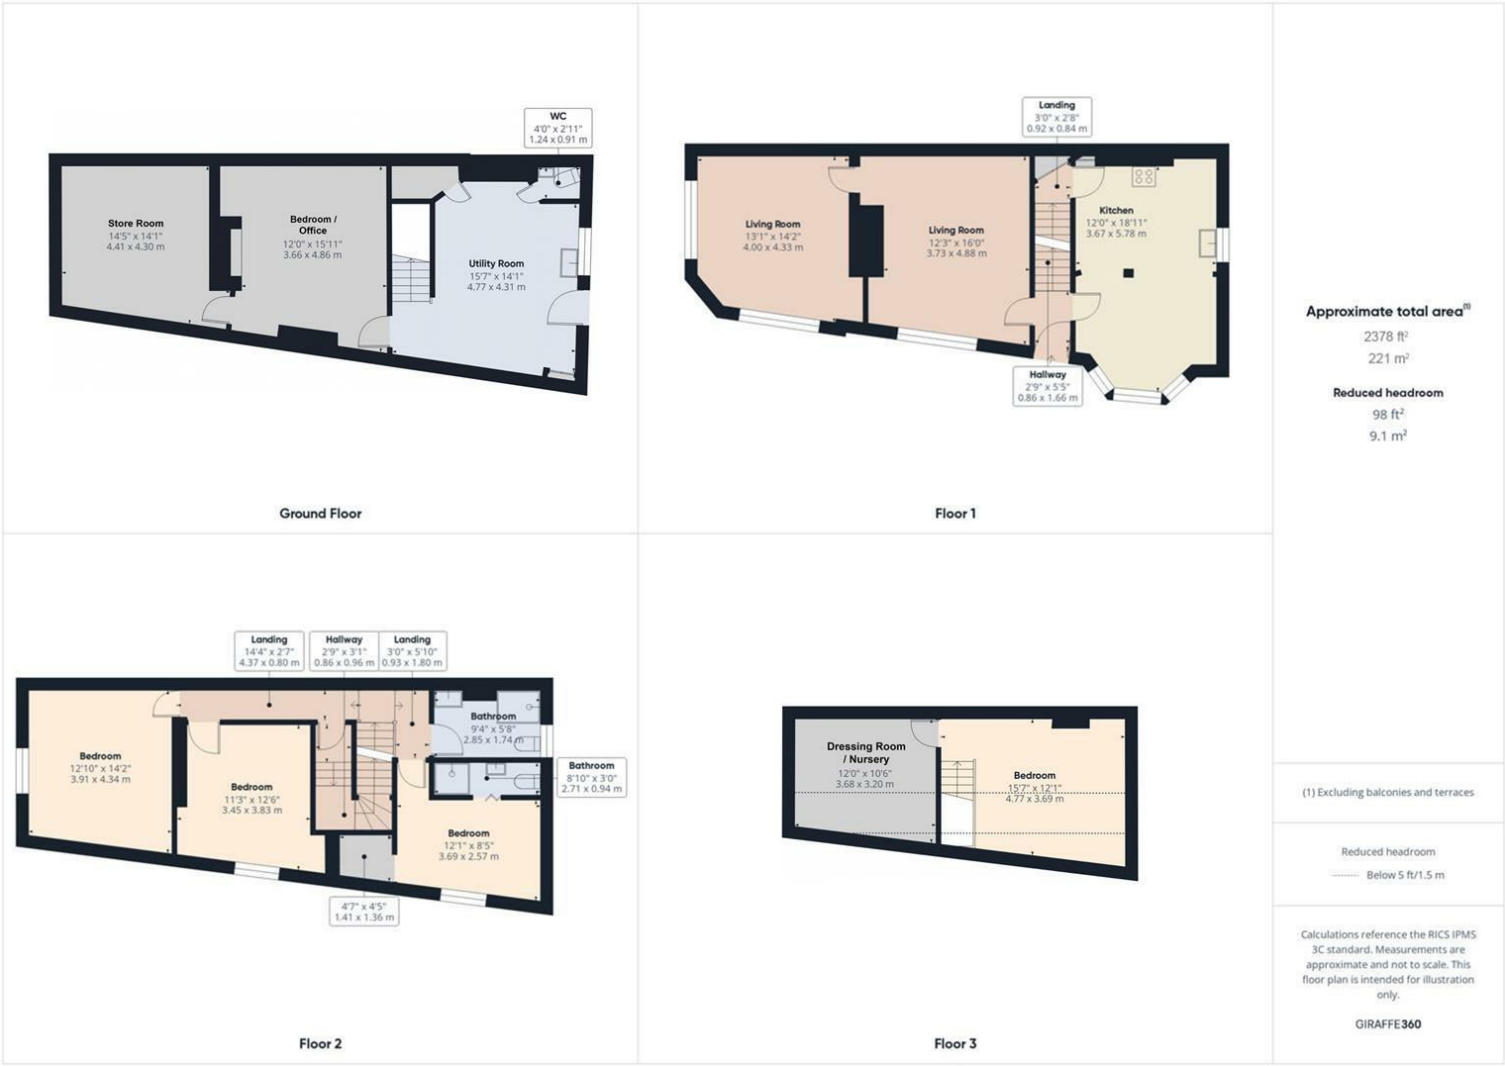 WC
4'0" x 2'11"
1.24 x 0.91 m
Store Room
14'5" x 14'1"
4.41 x 4.30 m
Bedroom /
Office
12'0" x 15'11"
3.66 x 4.86 m
Utility Room
15'7" x 14'1"
4.77 x 4.31 m
Ground Floor
Landing
3'0" x 2'8"
0.92 x 0.84 m
Living Room
13'1" x 14'2"
4.00 x 4.33 m
Living Room
12'3" x 16'0"
3.73 x 4.88 m
Kitchen
12'0" x 18'11"
3.67 x 5.78 m
Hallway
2'9" x 5'5"
0.86 x 1.66 m
Floor 1
Landing
14'4" x 2'7"
4.37 x 0.80 m
Hallway
2'9" x 3'1"
0.86 x 0.96 m
Landing
3'0" x 5'10"
0.93 x 1.80 m
Bathroom
9'4" x 5'8"
2.85 x 1.74 m
Bathroom
8'10" x 3'0"
2.71 x 0.94 m
Bedroom
12'10" x 14'2"
3.91 x 4.34 m
Bedroom
11'3" x 12'6"
3.45 x 3.83 m
Bedroom
12'1" x 8'5"
3.69 x 2.57 m
4'7" x 4'5"
1.41 x 1.36 m
Floor 2
Dressing Room
/ Nursery
12'0" x 10'6"
3.68 x 3.20 m
Bedroom
15'7" x 12'1"
4.77 x 3.69 m
Floor 3
Approximate total area⁽¹⁾
2378 ft²
221 m²
Reduced headroom
98 ft²
9.1 m²
(1) Excluding balconies and terraces
Reduced headroom
Below 5 ft/1.5 m
Calculations reference the RICS IPMS
3C standard. Measurements are
approximate and not to scale. This
floor plan is intended for illustration
only.
GIRAFFE360